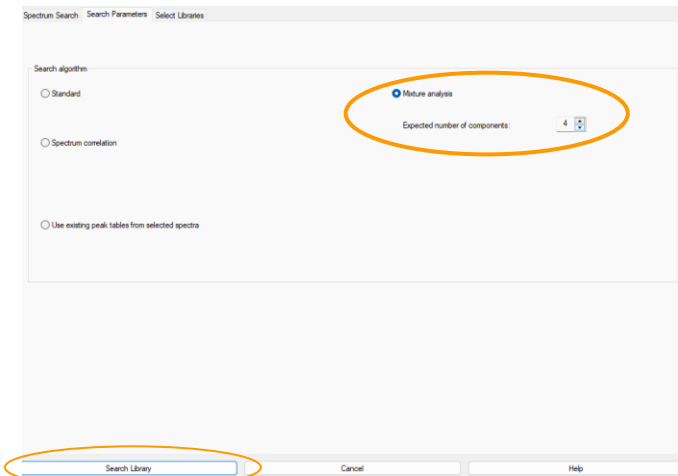 Spectrum Search Search Parameters Select Libraries
Search algorithm
Standard
Mixture analysis
Expected number of components: 4
Spectrum correlation
Use existing peak tables from selected spectra
Search Library Cancel Help